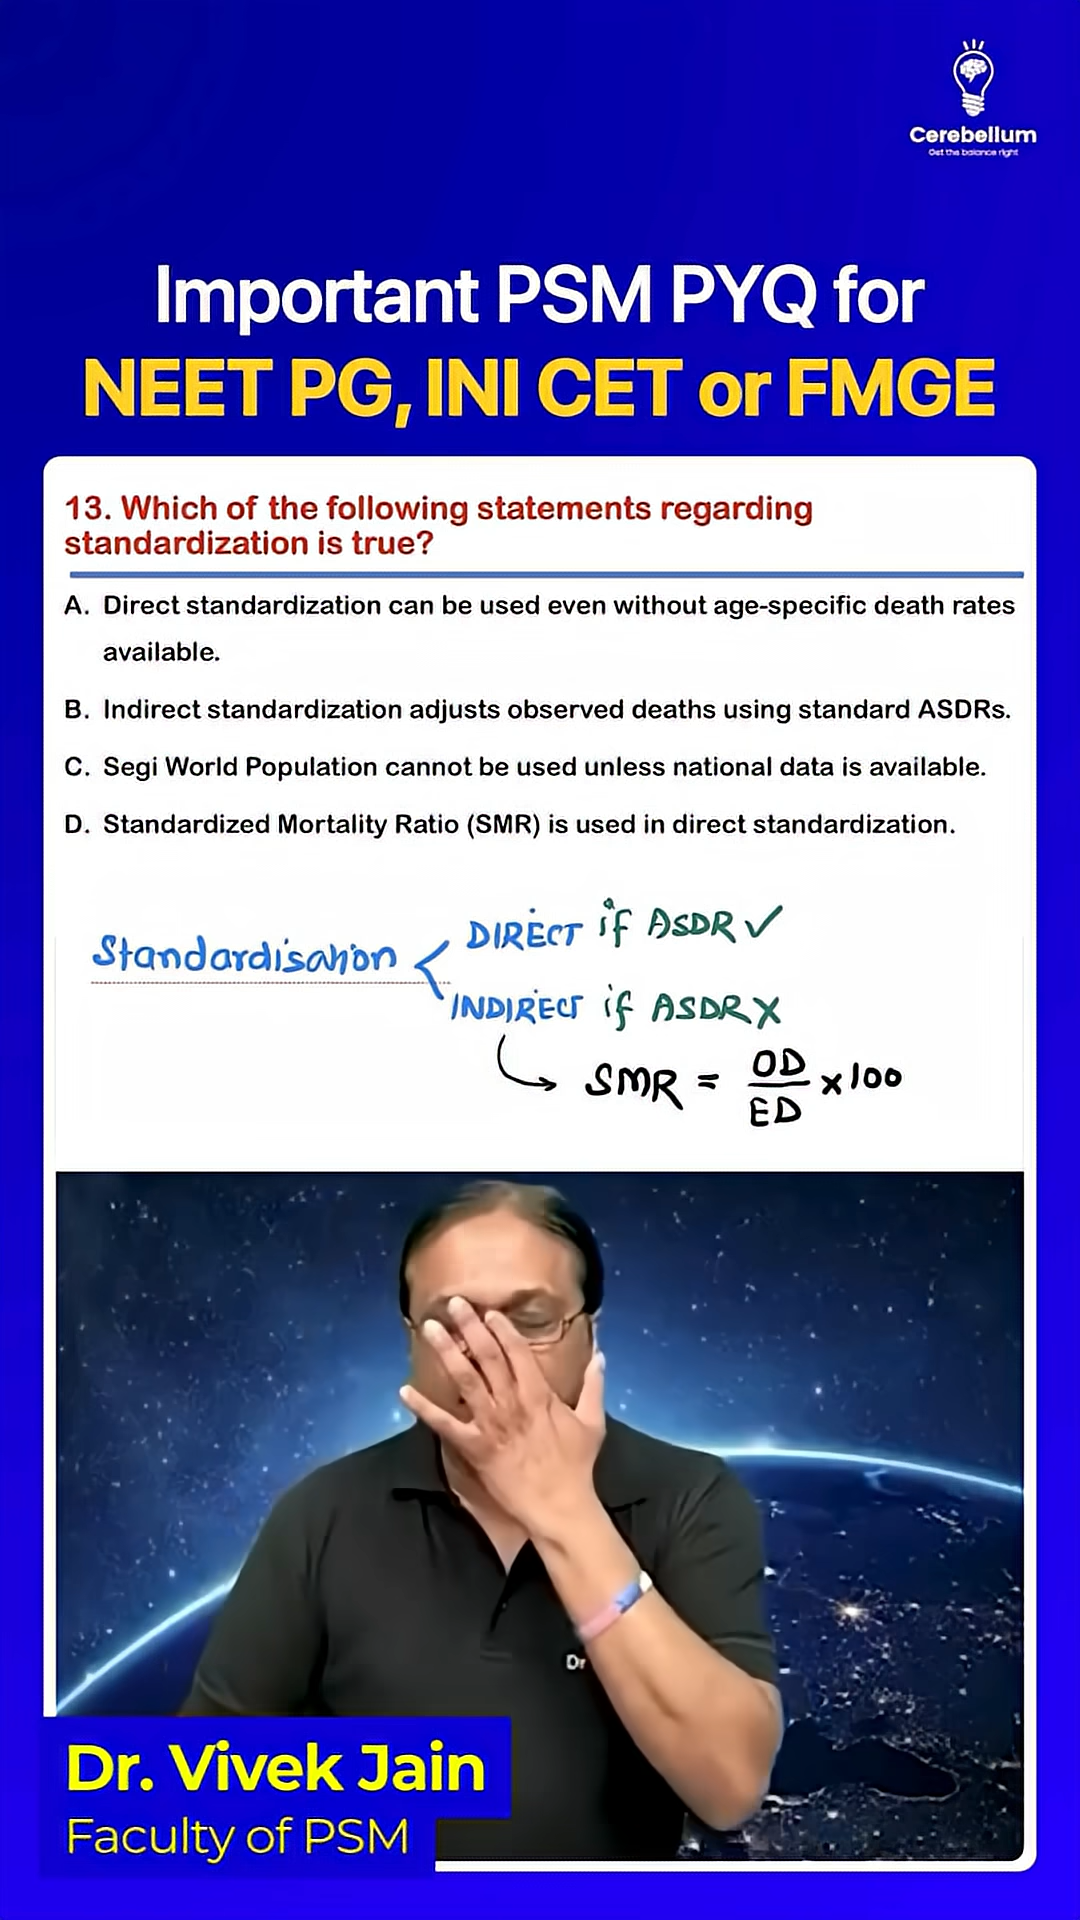 Cerebellum
Get the balance right
Important PSM PYQ for
NEET PG, INI CET or FMGE
13. Which of the following statements regarding
standardization is true?
A. Direct standardization can be used even without age-specific death rates
available.
B. Indirect standardization adjusts observed deaths using standard ASDRs.
C. Segi World Population cannot be used unless national data is available.
D. Standardized Mortality Ratio (SMR) is used in direct standardization.
Standardisation < DIRECT if ASDR ✓
INDIRECT if ASDR X
→ SMR = OD/ED x 100
Dr
Dr. Vivek Jain
Faculty of PSM